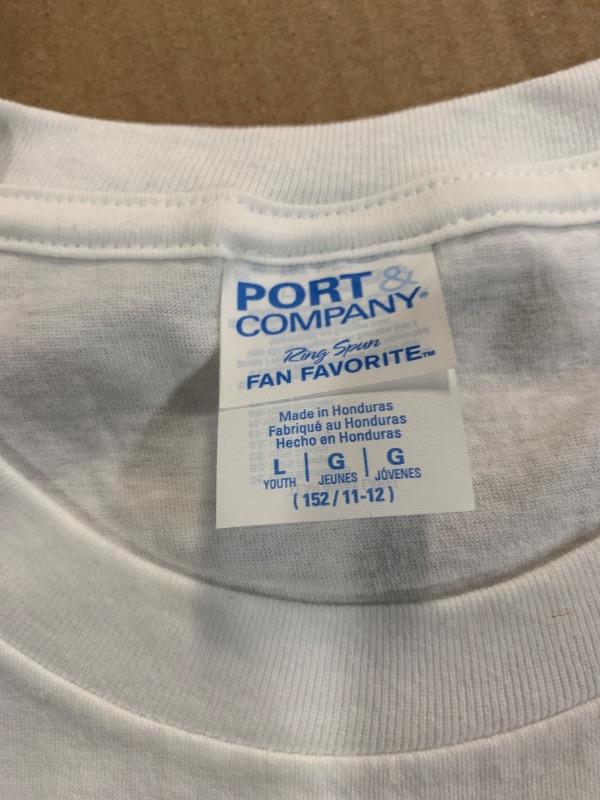 PORT &
COMPANY®
Ring Spun
FAN FAVORITE™
Made in Honduras
Fabriqué au Honduras
Hecho en Honduras
L | G | G
YOUTH JEUNES JÓVENES
( 152 / 11-12 )